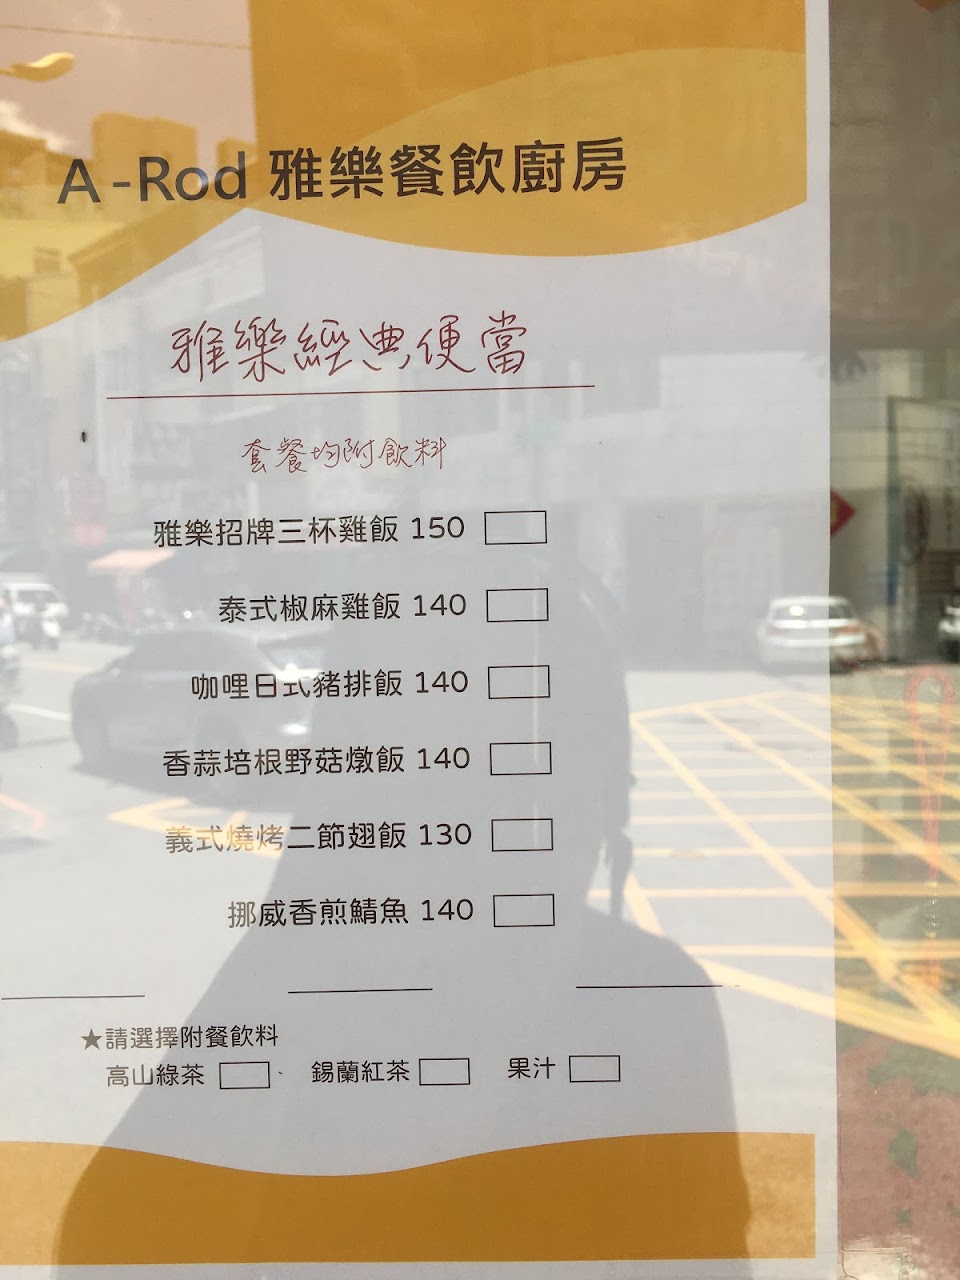 A-Rod 雅樂餐飲廚房
雅樂經典便當
套餐均附飲料
雅樂招牌三杯雞飯 150
泰式椒麻雞飯 140
咖哩日式豬排飯 140
香蒜培根野菇燉飯 140
義式燒烤二節翅飯 130
挪威香煎鯖魚 140
★請選擇附餐飲料
高山綠茶 錫蘭紅茶 果汁